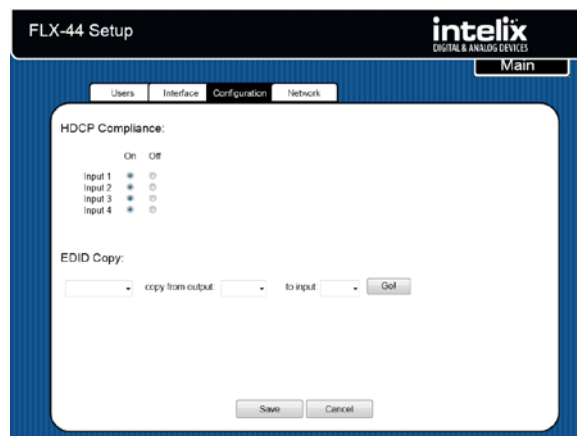 FLX-44 Setup
intelix
DIGITAL & ANALOG DEVICES
Main
Users Interface Configuration Network
HDCP Compliance:
On Off
Input 1
Input 2
Input 3
Input 4
EDID Copy:
copy from output: to input: Go!
Save Cancel